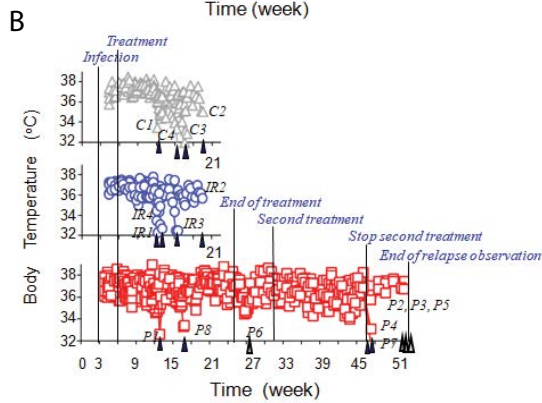 Time (week)
B
Treatment
Infection
38
36
34
32
C1
C4
C3
C2
21
38
36
34
32
IR4
IR1
IR3
IR2
21
End of treatment
Second treatment
Stop second treatment
End of relapse observation
38
36
34
32
P8
P6
P2, P3, P5
P4
P7
0 3 9 15 21 27 33 39 45 51
Time (week)
Body Temperature (ºC)